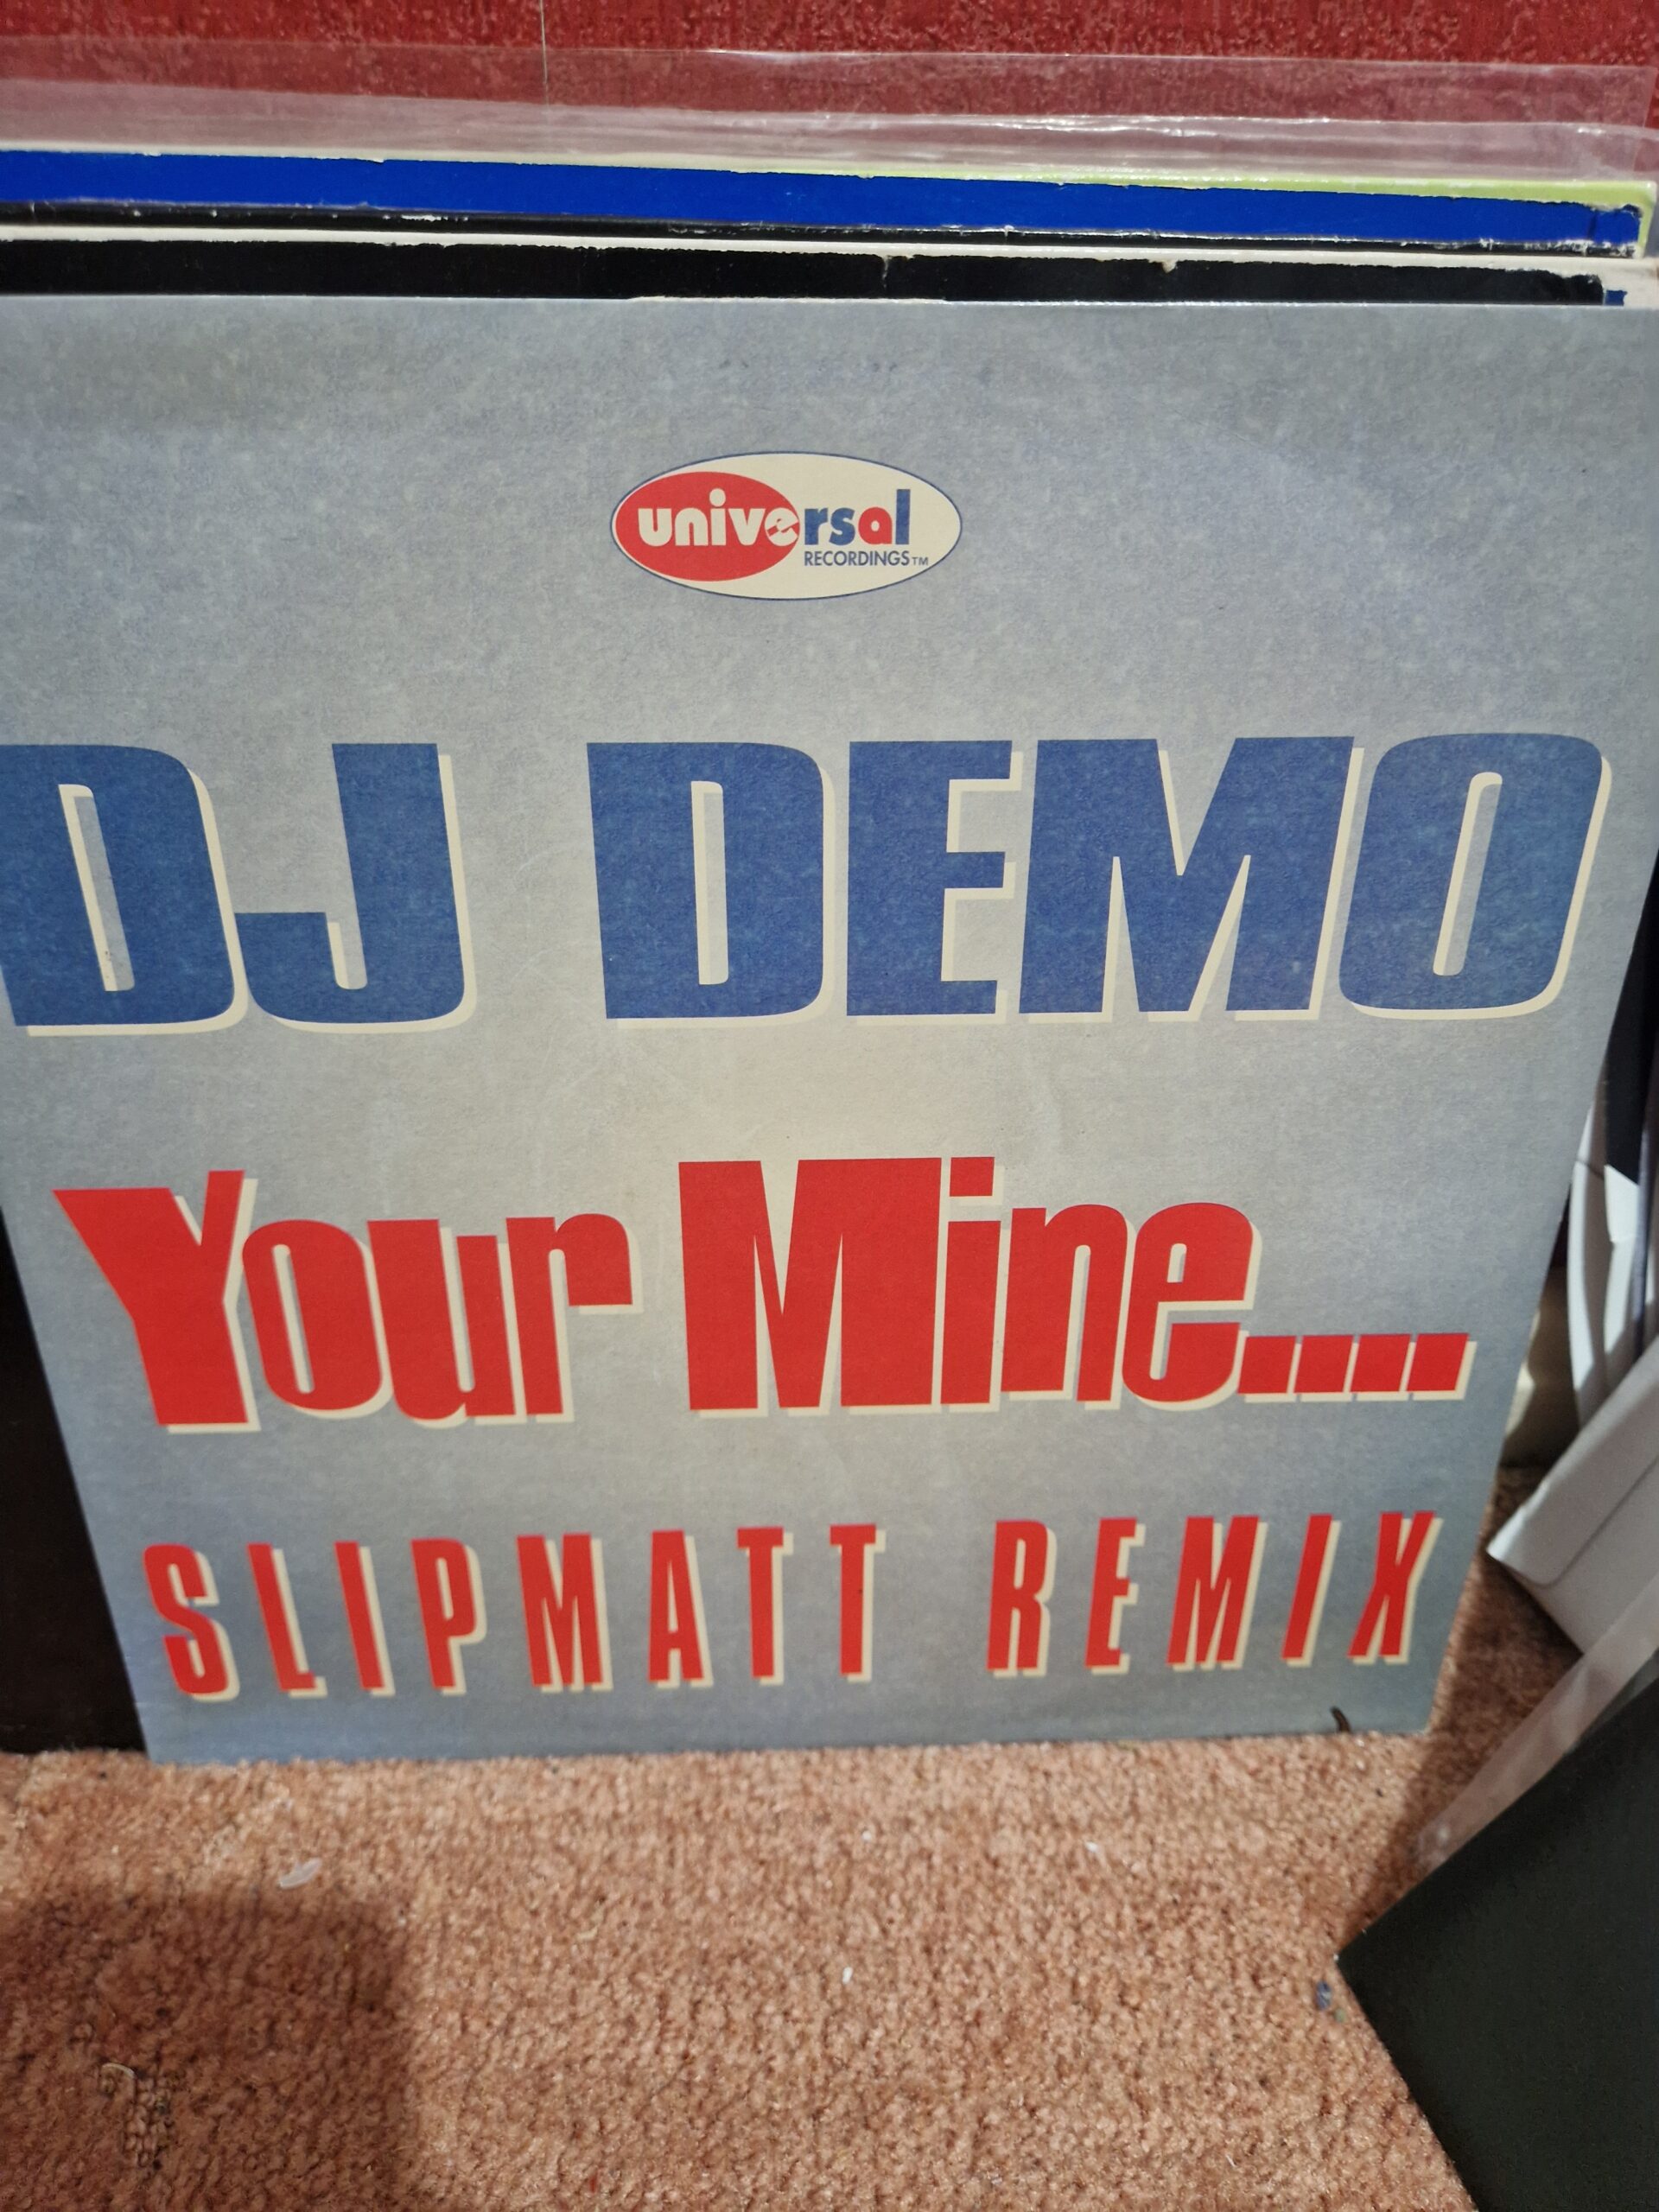 universal
RECORDINGS™
DJ DEMO
Your Mine....
SLIPMATT REMIX